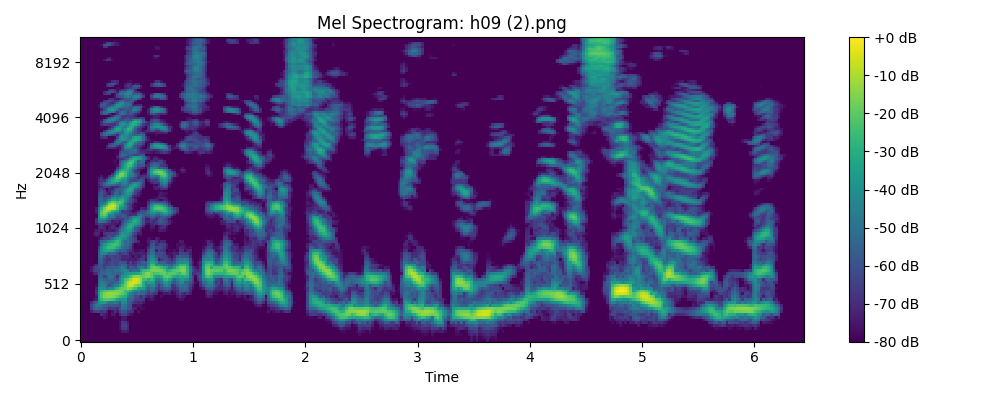 Mel Spectrogram: h09 (2).png
+0 dB
8192
-10 dB
4096
-20 dB
-30 dB
2048
Hz
-40 dB
1024
-50 dB
512
-60 dB
-70 dB
0
-80 dB
0 1 2 3 4 5 6
Time